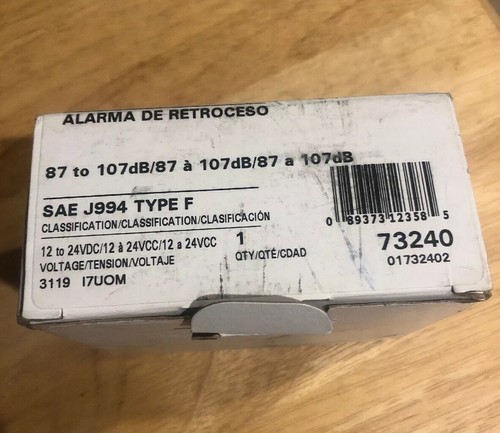 ALARMA DE RETROCESO
87 to 107dB/87 à 107dB/87 a 107dB
SAE J994 TYPE F
CLASSIFICATION/CLASSIFICATION/CLASIFICACIÓN
12 to 24VDC/12 à 24VCC/12 a 24VCC
VOLTAGE/TENSION/VOLTAJE
3119 I7UOM
1
QTY/QTÉ/CDAD
0 89373 12358 5
73240
01732402